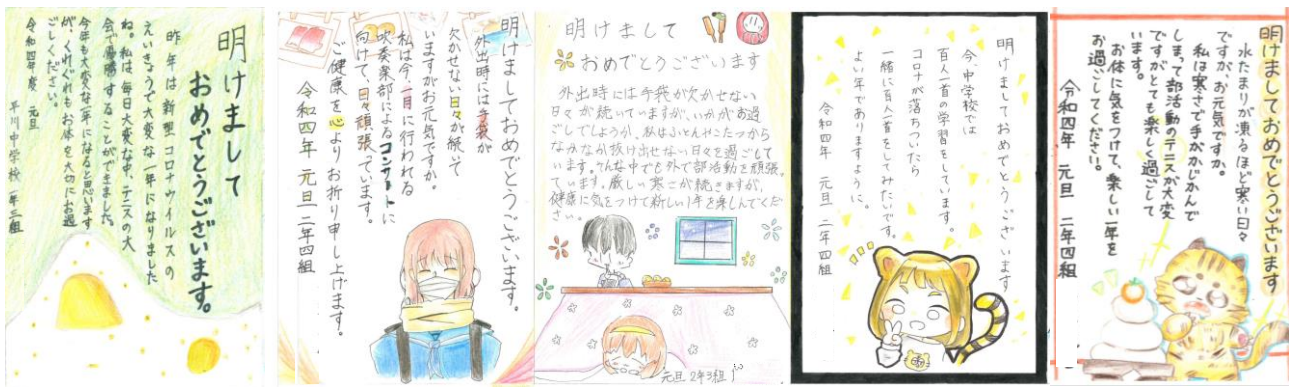 明けまして
おめでとうございます。
昨年は新型コロナウイルスの
えいきょうで大変な一年になりました
ね。私は毎日大変な中、テニスの大
会で優勝することができました。
今年も大変な年になると思います
が、くれぐれもお体を大切にお過
ごしください。
令和四年度 元旦
平川中学校 一年三組
明けましておめでとうございます。
外出時には手袋が
欠かせない日々が続いて
いますがお元気ですか。
私は今、一月に行われる
吹奏楽部によるコンサートに
向けて、日々頑張っています。
ご健康を心よりお祈り申し上げます。
令和四年 元旦 二年四組
明けまして
おめでとうございます
外出時には手袋が欠かせない
日々が続いていますが、いかがお過
ごしでしょうか。私はふとんやこたつから
なかなか抜け出せない日々を過ごして
います。そんな中でも外で部活動を頑張っ
ています。厳しい寒さが続きますが、
健康に気をつけて新しい1年を楽しんでくだ
さい。
元旦 2年3組
明けましておめでとうございます
今、中学校では
百人一首の学習をしています。
コロナが落ちついたら
一緒に百人一首をしてみたいです。
よい年でありますように。
令和四年 元旦 二年四組
明けましておめでとうございます
水たまりが凍るほど寒い日々
ですが、お元気ですか。
私は寒さで手がかじかんで
しまって部活動のテニスが大変
ですがとても楽しく過ごして
います。
お体に気をつけて、楽しい一年を
お過ごしてください。
令和四年 元旦 二年四組